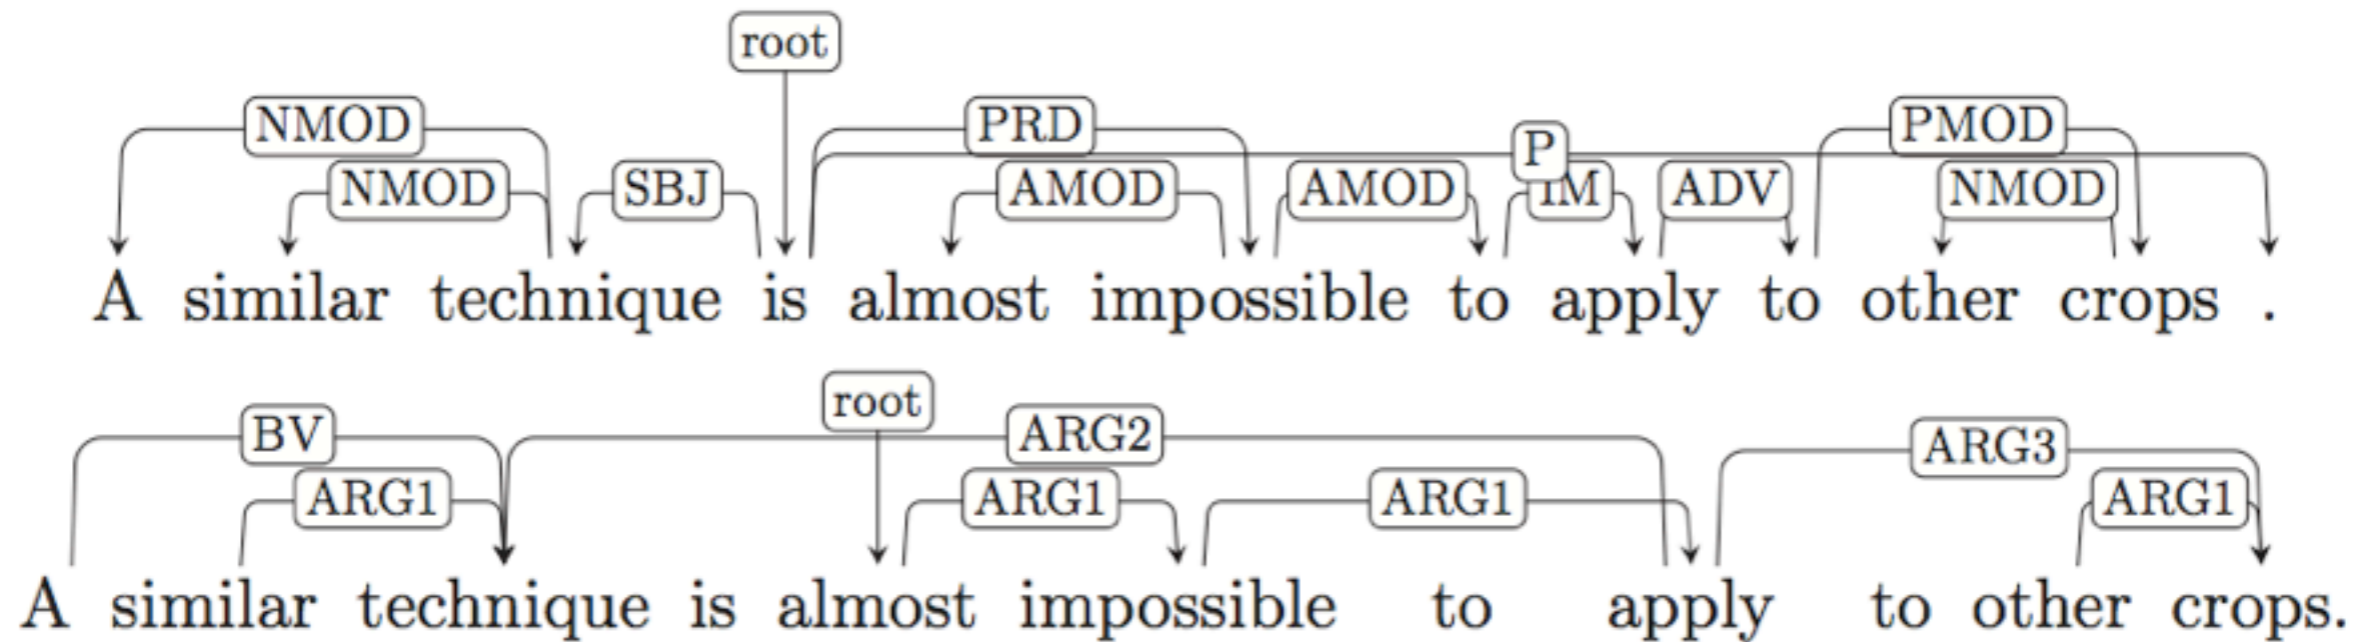 root
NMOD PRD P PMOD
NMOD SBJ AMOD AMOD IM ADV NMOD
A similar technique is almost impossible to apply to other crops .
root
BV ARG2 ARG3
ARG1 ARG1 ARG1 ARG1
A similar technique is almost impossible to apply to other crops.